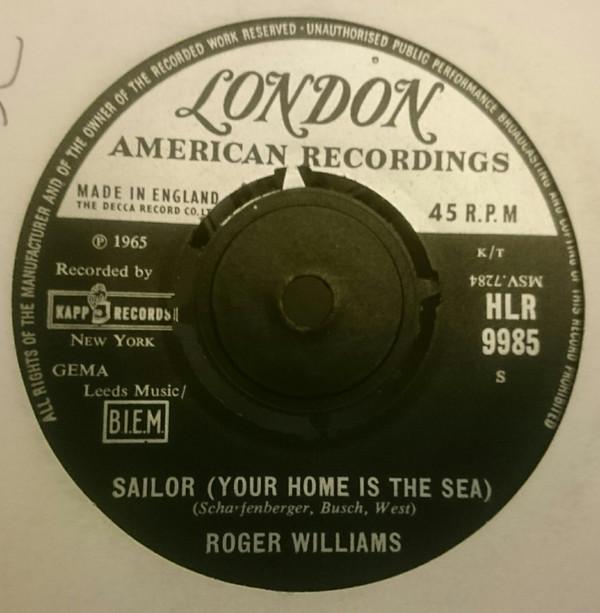 ALL RIGHTS OF THE MANUFACTURER AND OF THE OWNER OF THE RECORDED WORK RESERVED · UNAUTHORISED PUBLIC PERFORMANCE BROADCASTING AND COPYING OF THIS RECORD PROHIBITED
LONDON
AMERICAN RECORDINGS
MADE IN ENGLAND
THE DECCA RECORD CO. L
45 R.P.M
℗ 1965
Recorded by
KAPP RECORDS
NEW YORK
GEMA
Leeds Music/
B.I.E.M.
K/T
MSV.7284
HLR
9985
S
SAILOR (YOUR HOME IS THE SEA)
(Scharfenberger, Busch, West)
ROGER WILLIAMS